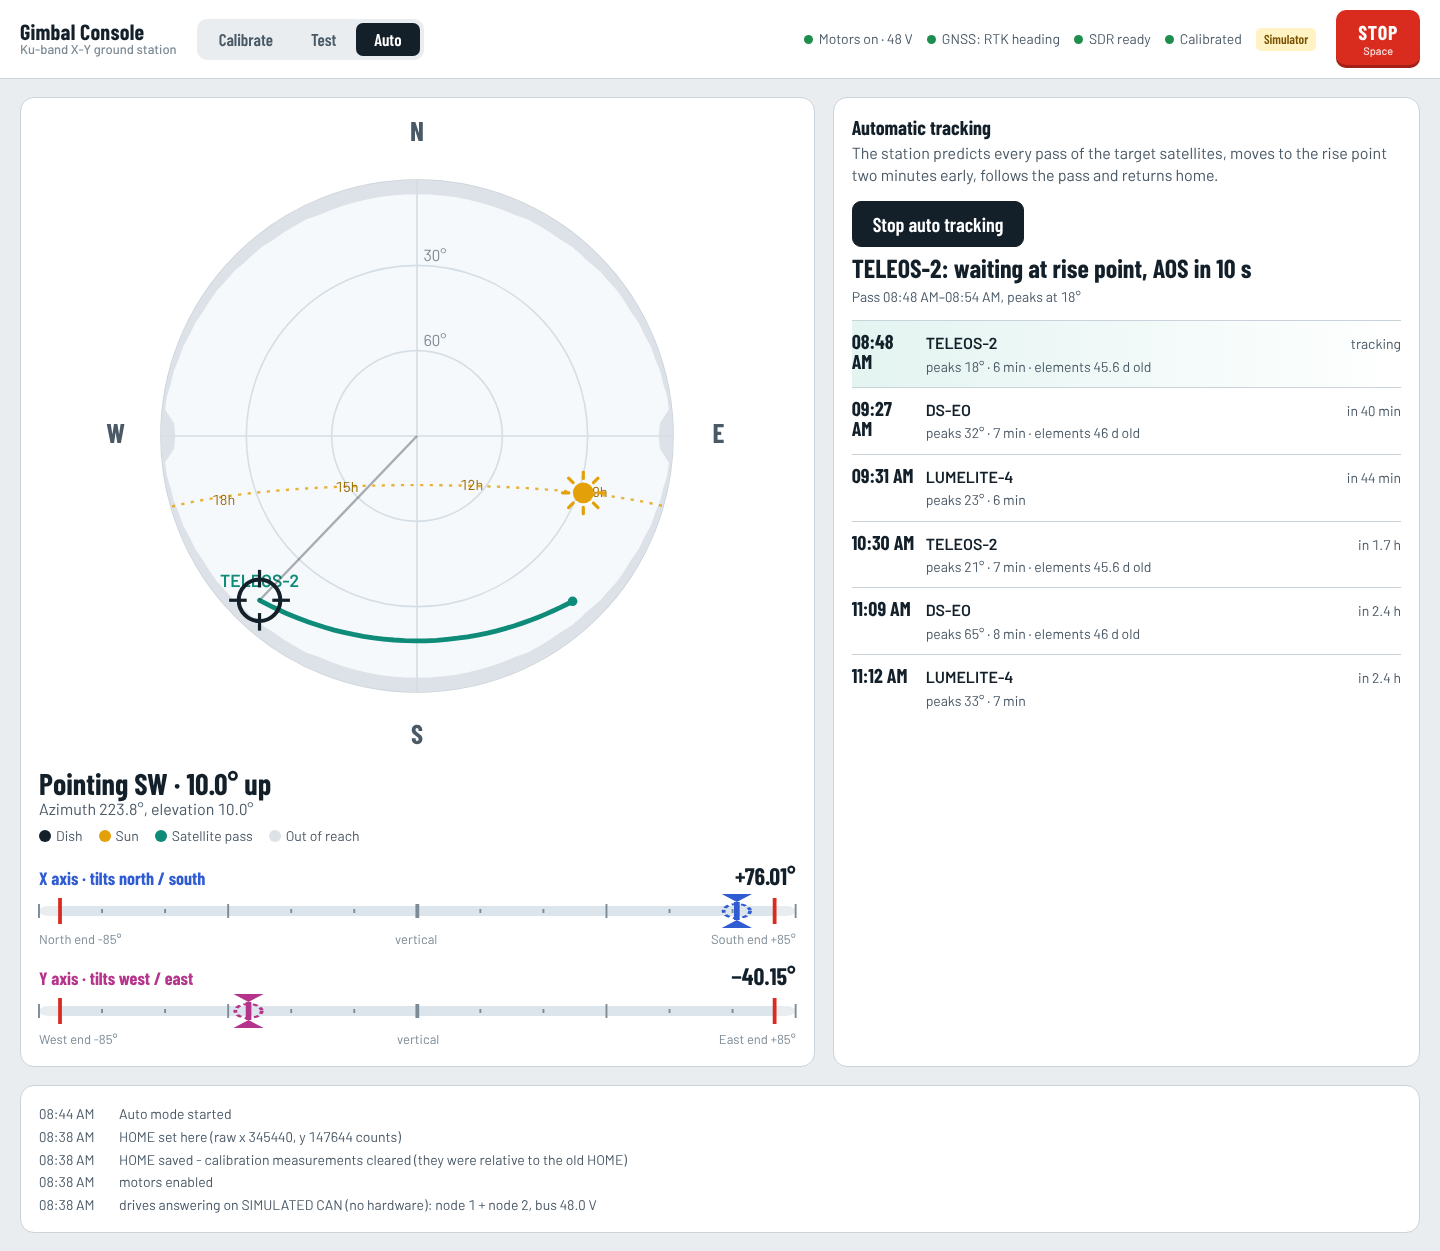 Gimbal Console
Ku-band X-Y ground station
Calibrate
Test
Auto
Motors on · 48 V
GNSS: RTK heading
SDR ready
Calibrated
Simulator
STOP
Space
N
30°
60°
W
E
18h
15h
12h
TELEOS-2
S
Pointing SW · 10.0° up
Azimuth 223.8°, elevation 10.0°
Dish
Sun
Satellite pass
Out of reach
X axis · tilts north / south
+76.01°
North end -85°
vertical
South end +85°
Y axis · tilts west / east
−40.15°
West end -85°
vertical
East end +85°
Automatic tracking
The station predicts every pass of the target satellites, moves to the rise point
two minutes early, follows the pass and returns home.
Stop auto tracking
TELEOS-2: waiting at rise point, AOS in 10 s
Pass 08:48 AM–08:54 AM, peaks at 18°
08:48 AM
TELEOS-2
tracking
peaks 18° · 6 min · elements 45.6 d old
09:27 AM
DS-EO
in 40 min
peaks 32° · 7 min · elements 46 d old
09:31 AM
LUMELITE-4
in 44 min
peaks 23° · 6 min
10:30 AM
TELEOS-2
in 1.7 h
peaks 21° · 7 min · elements 45.6 d old
11:09 AM
DS-EO
in 2.4 h
peaks 65° · 8 min · elements 46 d old
11:12 AM
LUMELITE-4
in 2.4 h
peaks 33° · 7 min
08:44 AM Auto mode started
08:38 AM HOME set here (raw x 345440, y 147644 counts)
08:38 AM HOME saved - calibration measurements cleared (they were relative to the old HOME)
08:38 AM motors enabled
08:38 AM drives answering on SIMULATED CAN (no hardware): node 1 + node 2, bus 48.0 V